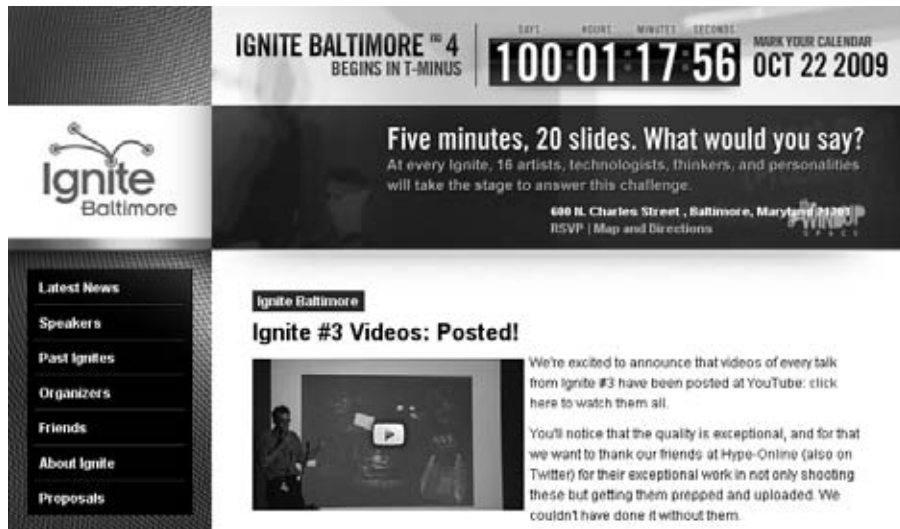 IGNITE BALTIMORE NO 4
BEGINS IN T-MINUS
DAYS HOURS MINUTES SECONDS
100 01 17 56
MARK YOUR CALENDAR
OCT 22 2009
Ignite
Baltimore
Five minutes, 20 slides. What would you say?
At every Ignite, 16 artists, technologists, thinkers, and personalities
will take the stage to answer this challenge.
600 N. Charles Street , Baltimore, Maryland 21201
RSVP | Map and Directions
Latest News
Speakers
Past Ignites
Organizers
Friends
About Ignite
Proposals
Ignite Baltimore
Ignite #3 Videos: Posted!
We're excited to announce that videos of every talk
from Ignite #3 have been posted at YouTube: click
here to watch them all.
You'll notice that the quality is exceptional, and for that
we want to thank our friends at Hype-Online (also on
Twitter) for their exceptional work in not only shooting
these but getting them prepped and uploaded. We
couldn't have done it without them.